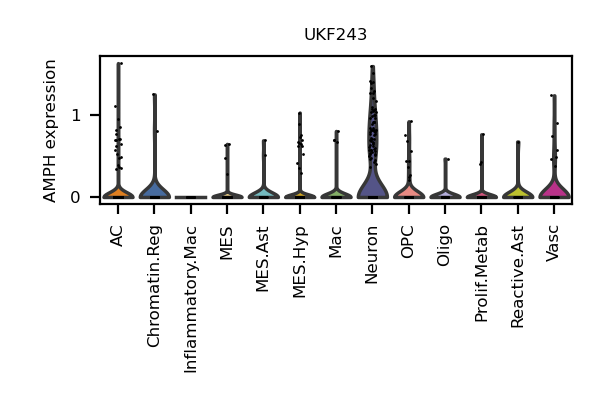 UKF243
AMPH expression
1
0
AC
Chromatin.Reg
Inflammatory.Mac
MES
MES.Ast
MES.Hyp
Mac
Neuron
OPC
Oligo
Prolif.Metab
Reactive.Ast
Vasc